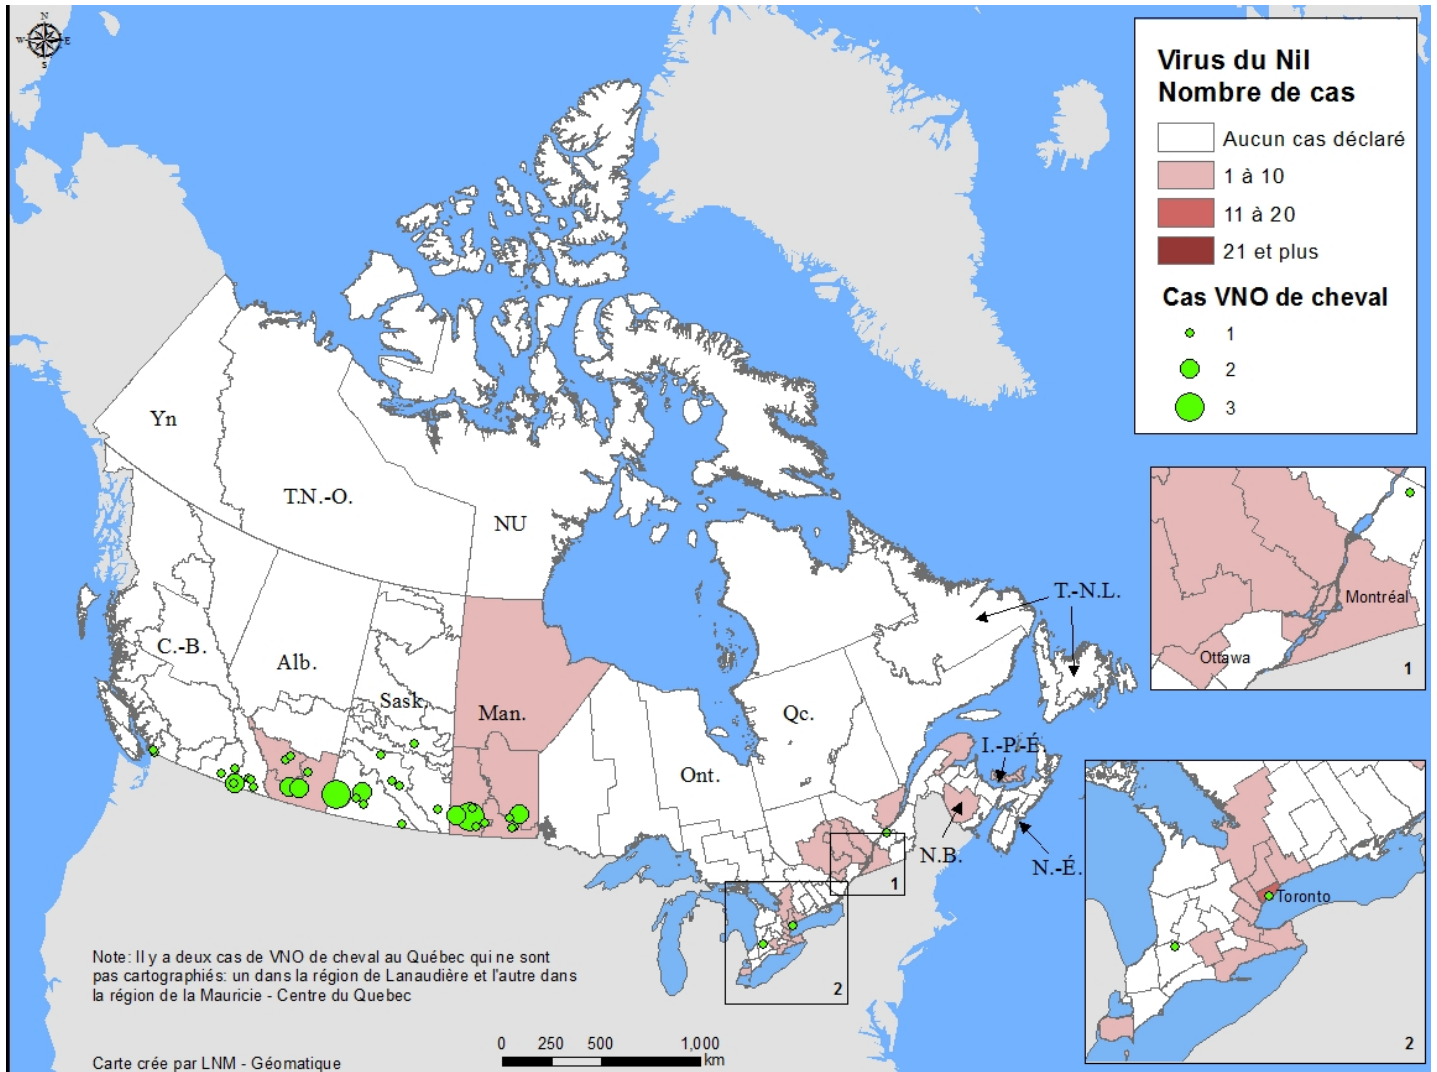 N
W
E
S
Virus du Nil
Nombre de cas
Aucun cas déclaré
1 à 10
11 à 20
21 et plus
Cas VNO de cheval
1
2
3
Yn
T.N.-O.
NU
C.-B.
Alb.
Sask.
Man.
Ont.
Qc.
T.-N.L.
I.-P.-É.
N.B.
N.-É.
1
2
Montréal
Ottawa
1
Toronto
2
Note: Il y a deux cas de VNO de cheval au Québec qui ne sont
pas cartographiés: un dans la région de Lanaudière et l'autre dans
la région de la Mauricie - Centre du Quebec
Carte crée par LNM - Géomatique
0 250 500 1,000
km